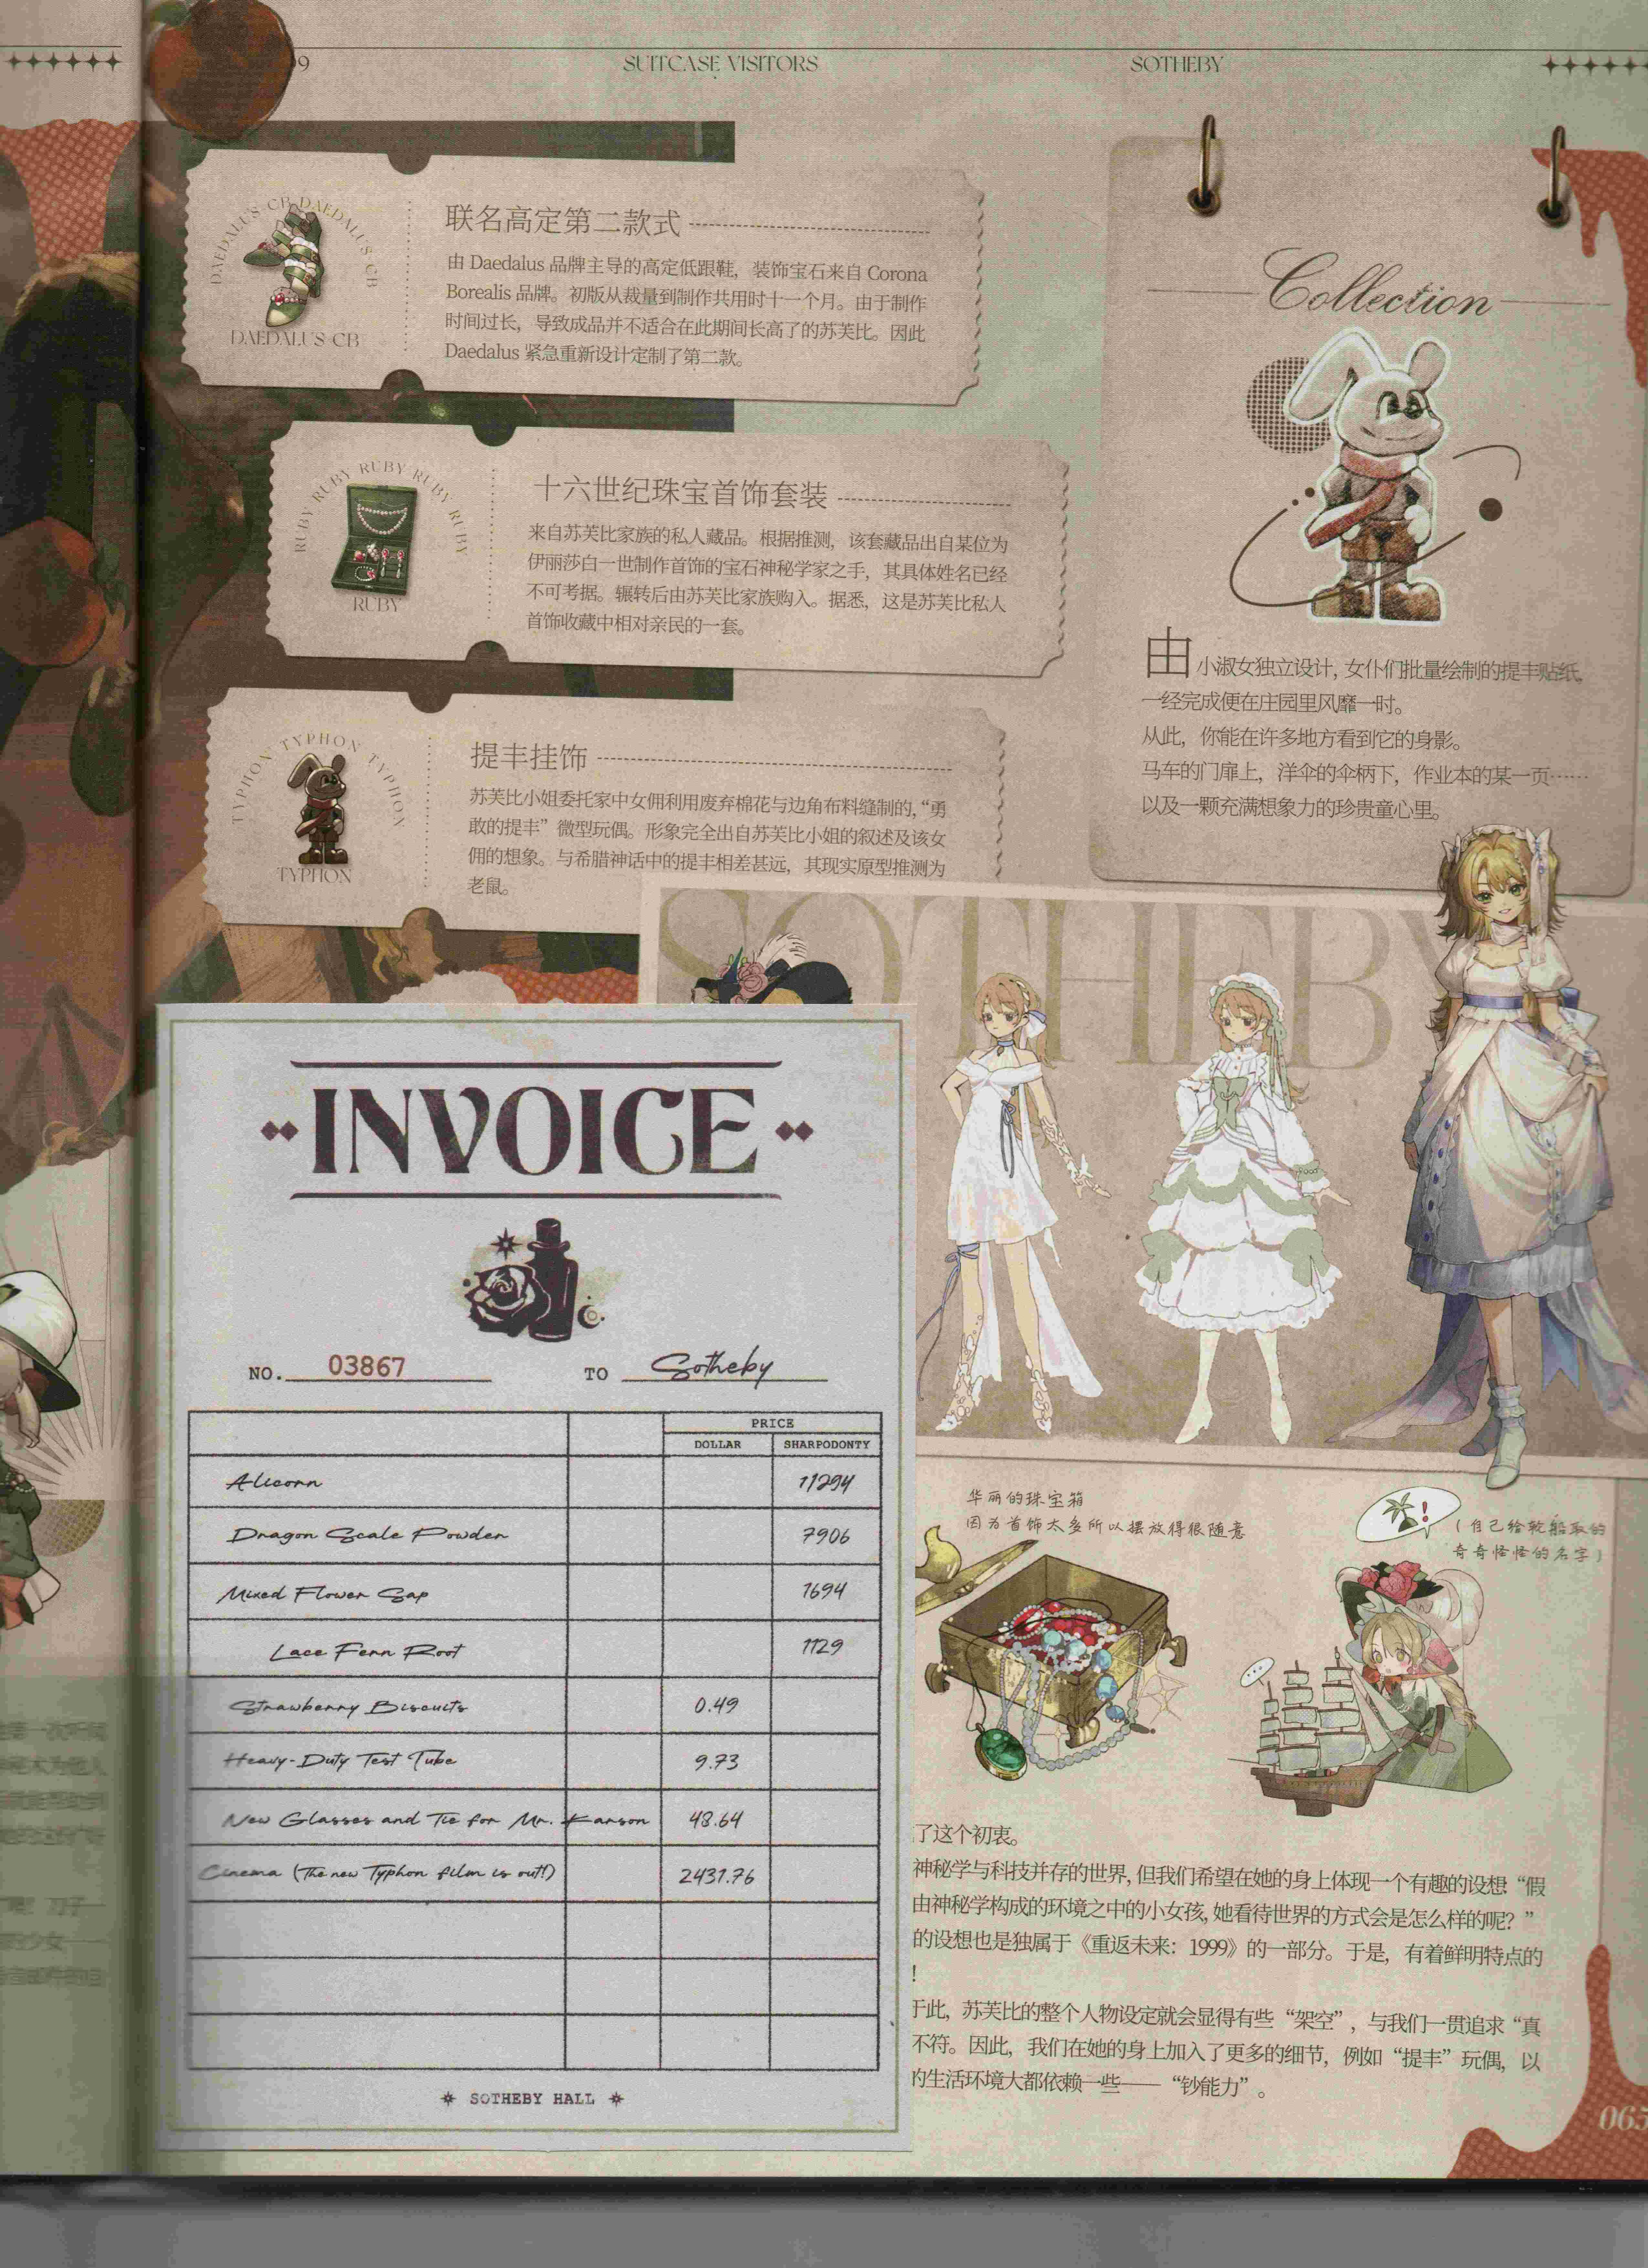 SUITCASE VISITORS
SOTHEBY
DAEDALUS CB DAEDALUS CB
DAEDALUS CB
联名高定第二款式
由 Daedalus 品牌主导的高定低跟鞋，装饰宝石来自 Corona
Borealis 品牌。初版从裁量到制作共用时十一个月。由于制作
时间过长，导致成品并不适合在此期间长高了的苏芙比。因此
Daedalus 紧急重新设计定制了第二款。
RUBY RUBY RUBY RUBY RUBY
RUBY
十六世纪珠宝首饰套装
来自苏芙比家族的私人藏品。根据推测，该套藏品出自某位为
伊丽莎白一世制作首饰的宝石神秘学家之手，其具体姓名已经
不可考据。辗转后由苏芙比家族购入。据悉，这是苏芙比私人
首饰收藏中相对亲民的一套。
TYPHON TYPHON TYPHON
TYPHON
提丰挂饰
苏芙比小姐委托家中女佣利用废弃棉花与边角布料缝制的，“勇
敢的提丰”微型玩偶。形象完全出自苏芙比小姐的叙述及该女
佣的想象。与希腊神话中的提丰相差甚远，其现实原型推测为
老鼠。
Collection
由小淑女独立设计，女仆们批量绘制的提丰贴纸，
一经完成便在庄园里风靡一时。
从此，你能在许多地方看到它的身影。
马车的门扉上，洋伞的伞柄下，作业本的某一页……
以及一颗充满想象力的珍贵童心里。
SOTHEBY
INVOICE
NO. 03867 TO Sotheby
PRICE
DOLLAR SHARPODONTY
Alicorn 11294
Dragon Scale Powder 7906
Mixed Flower Sap 1694
Lace Fern Root 1129
Strawberry Biscuits 0.49
Heavy-Duty Test Tube 9.73
New Glasses and Tie for Mr. Karson 48.64
Cinema (The new Typhon film is out!!) 2431.76
SOTHEBY HALL
华丽的珠宝箱
因为首饰太多所以摆放得很随意
！
（自己给乾船取的
奇奇怪怪的名字）
…
了这个初衷。
神秘学与科技并存的世界，但我们希望在她的身上体现一个有趣的设想：“假
由神秘学构成的环境之中的小女孩，她看待世界的方式会是怎么样的呢？”
的设想也是独属于《重返未来：1999》的一部分。于是，有着鲜明特点的
！
于此，苏芙比的整个人物设定就会显得有些“架空”，与我们一贯追求“真
不符。因此，我们在她的身上加入了更多的细节，例如“提丰”玩偶，以
的生活环境大都依赖一些——“钞能力”。